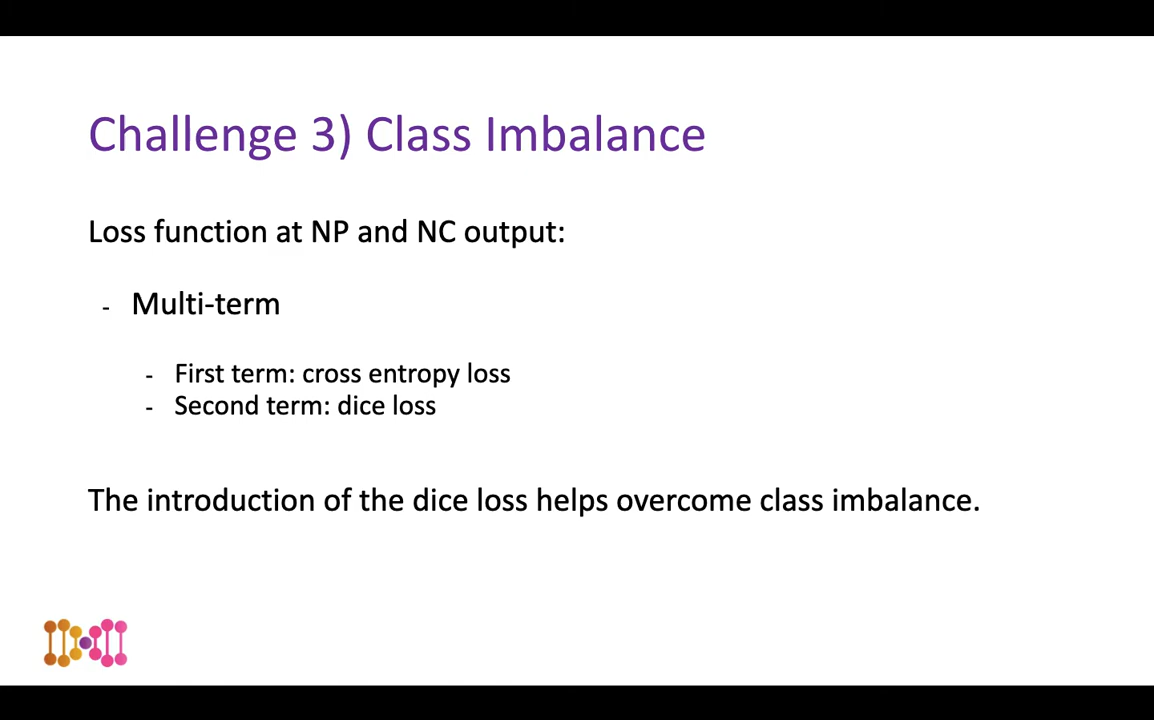 Challenge 3) Class Imbalance
Loss function at NP and NC output:
- Multi-term
- First term: cross entropy loss
- Second term: dice loss
The introduction of the dice loss helps overcome class imbalance.